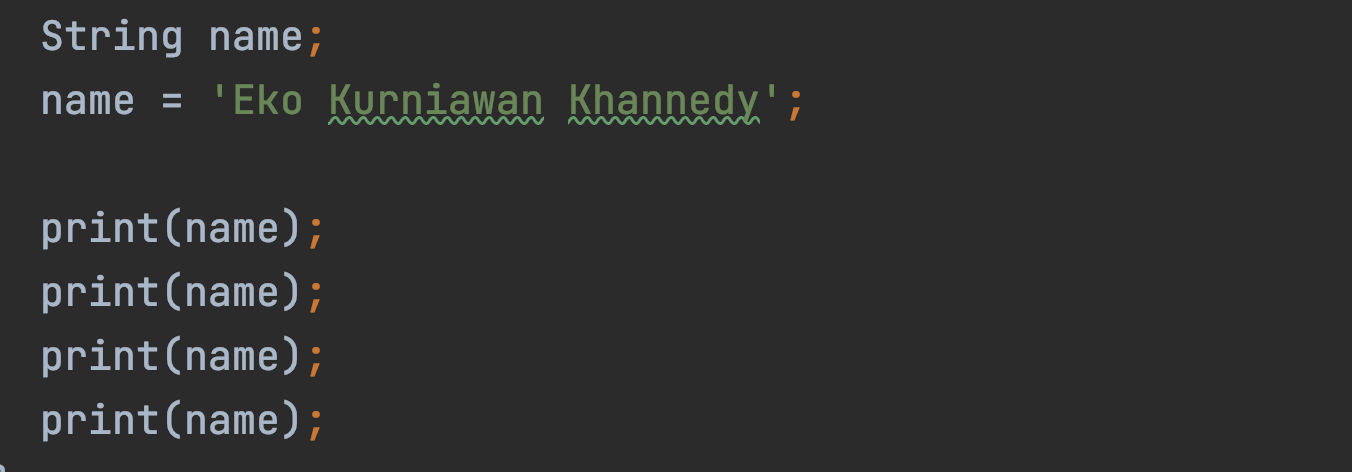 String name;
name = 'Eko Kurniawan Khannedy';
print(name);
print(name);
print(name);
print(name);